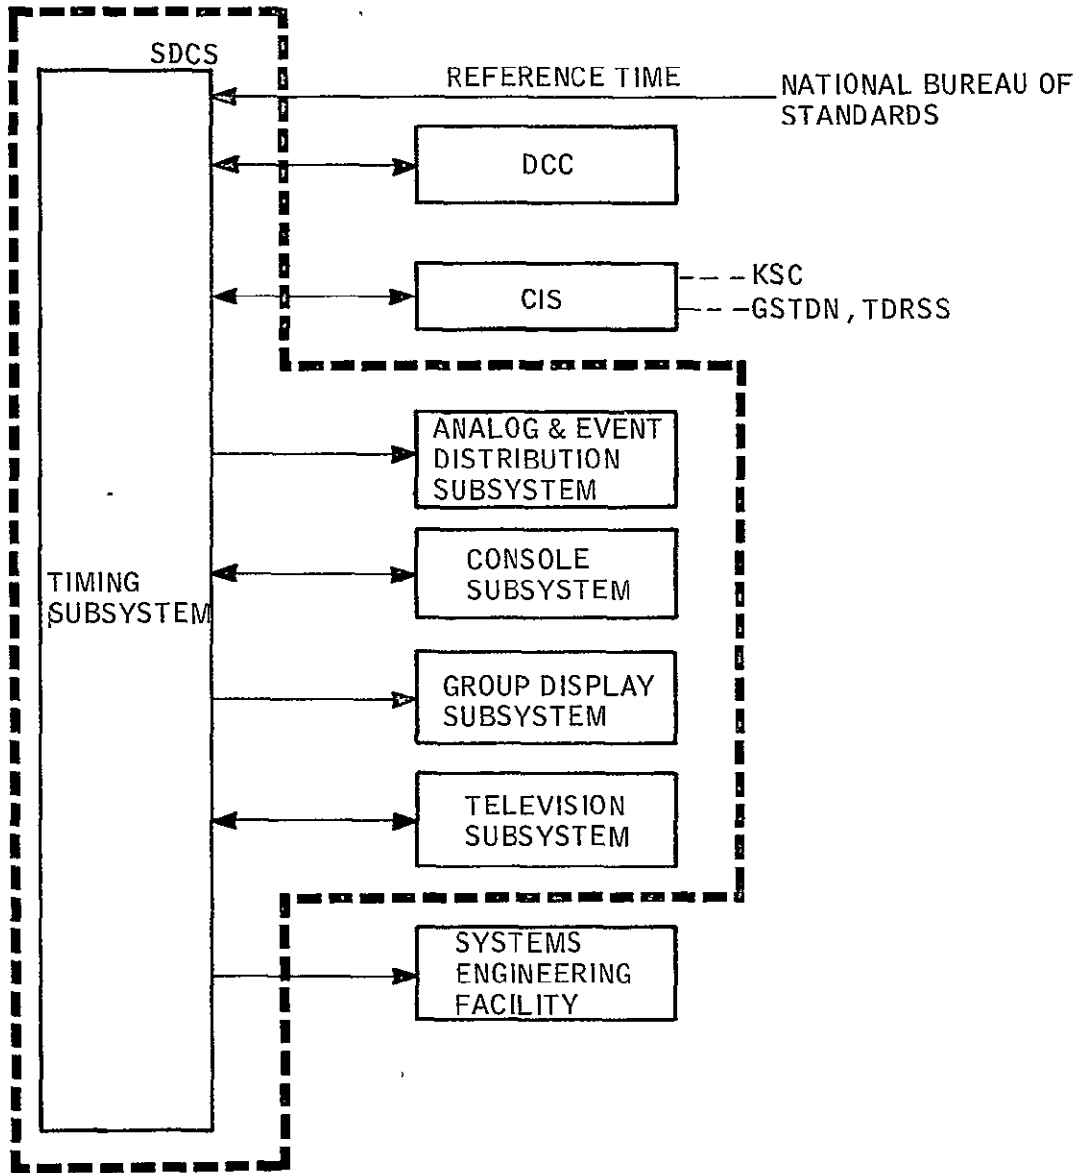 SDCS
REFERENCE TIME
NATIONAL BUREAU OF
STANDARDS
DCC
CIS
KSC
GSTDN, TDRSS
ANALOG & EVENT
DISTRIBUTION
SUBSYSTEM
CONSOLE
SUBSYSTEM
TIMING
SUBSYSTEM
GROUP DISPLAY
SUBSYSTEM
TELEVISION
SUBSYSTEM
SYSTEMS
ENGINEERING
FACILITY